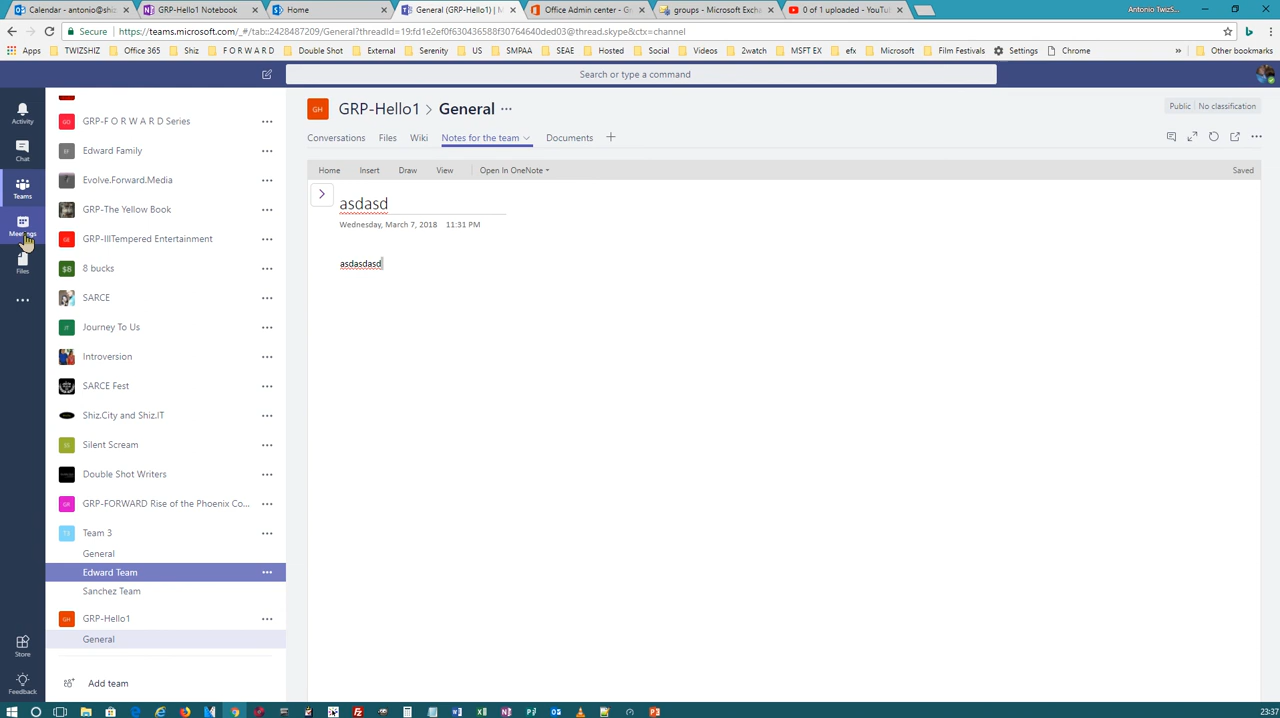 Calendar - antonio@shiz
GRP-Hello1 Notebook
Home
General (GRP-Hello1) | M
Office Admin center - Gr
groups - Microsoft Excha
0 of 1 uploaded - YouTu
Antonio TwizS...
Secure
https://teams.microsoft.com/_#/tab:2428487209/General?threadId=19:fd1e2ef0f630436588f30764640ded03@thread.skype&ctx=channel
Apps
TWIZSHIZ
Office 365
Shiz
F O R W A R D
Double Shot
External
Serenity
US
SMPAA
SEAE
Hosted
Social
Videos
2watch
MSFT EX
efx
Microsoft
Film Festivals
Settings
Chrome
»
Other bookmarks
Search or type a command
Activity
Chat
Teams
Meetings
Files
Store
Feedback
GRP-F O R W A R D Series
Edward Family
Evolve.Forward.Media
GRP-The Yellow Book
GRP-IllTempered Entertainment
8 bucks
SARCE
Journey To Us
Introversion
SARCE Fest
Shiz.City and Shiz.IT
Silent Scream
Double Shot Writers
GRP-FORWARD Rise of the Phoenix Co...
Team 3
General
Edward Team
Sanchez Team
GRP-Hello1
General
Add team
GH
GRP-Hello1 > General ...
Public
No classification
Conversations
Files
Wiki
Notes for the team
Documents
Home
Insert
Draw
View
Open In OneNote
Saved
asdasd
Wednesday, March 7, 2018 11:31 PM
asdasdasd
23:37